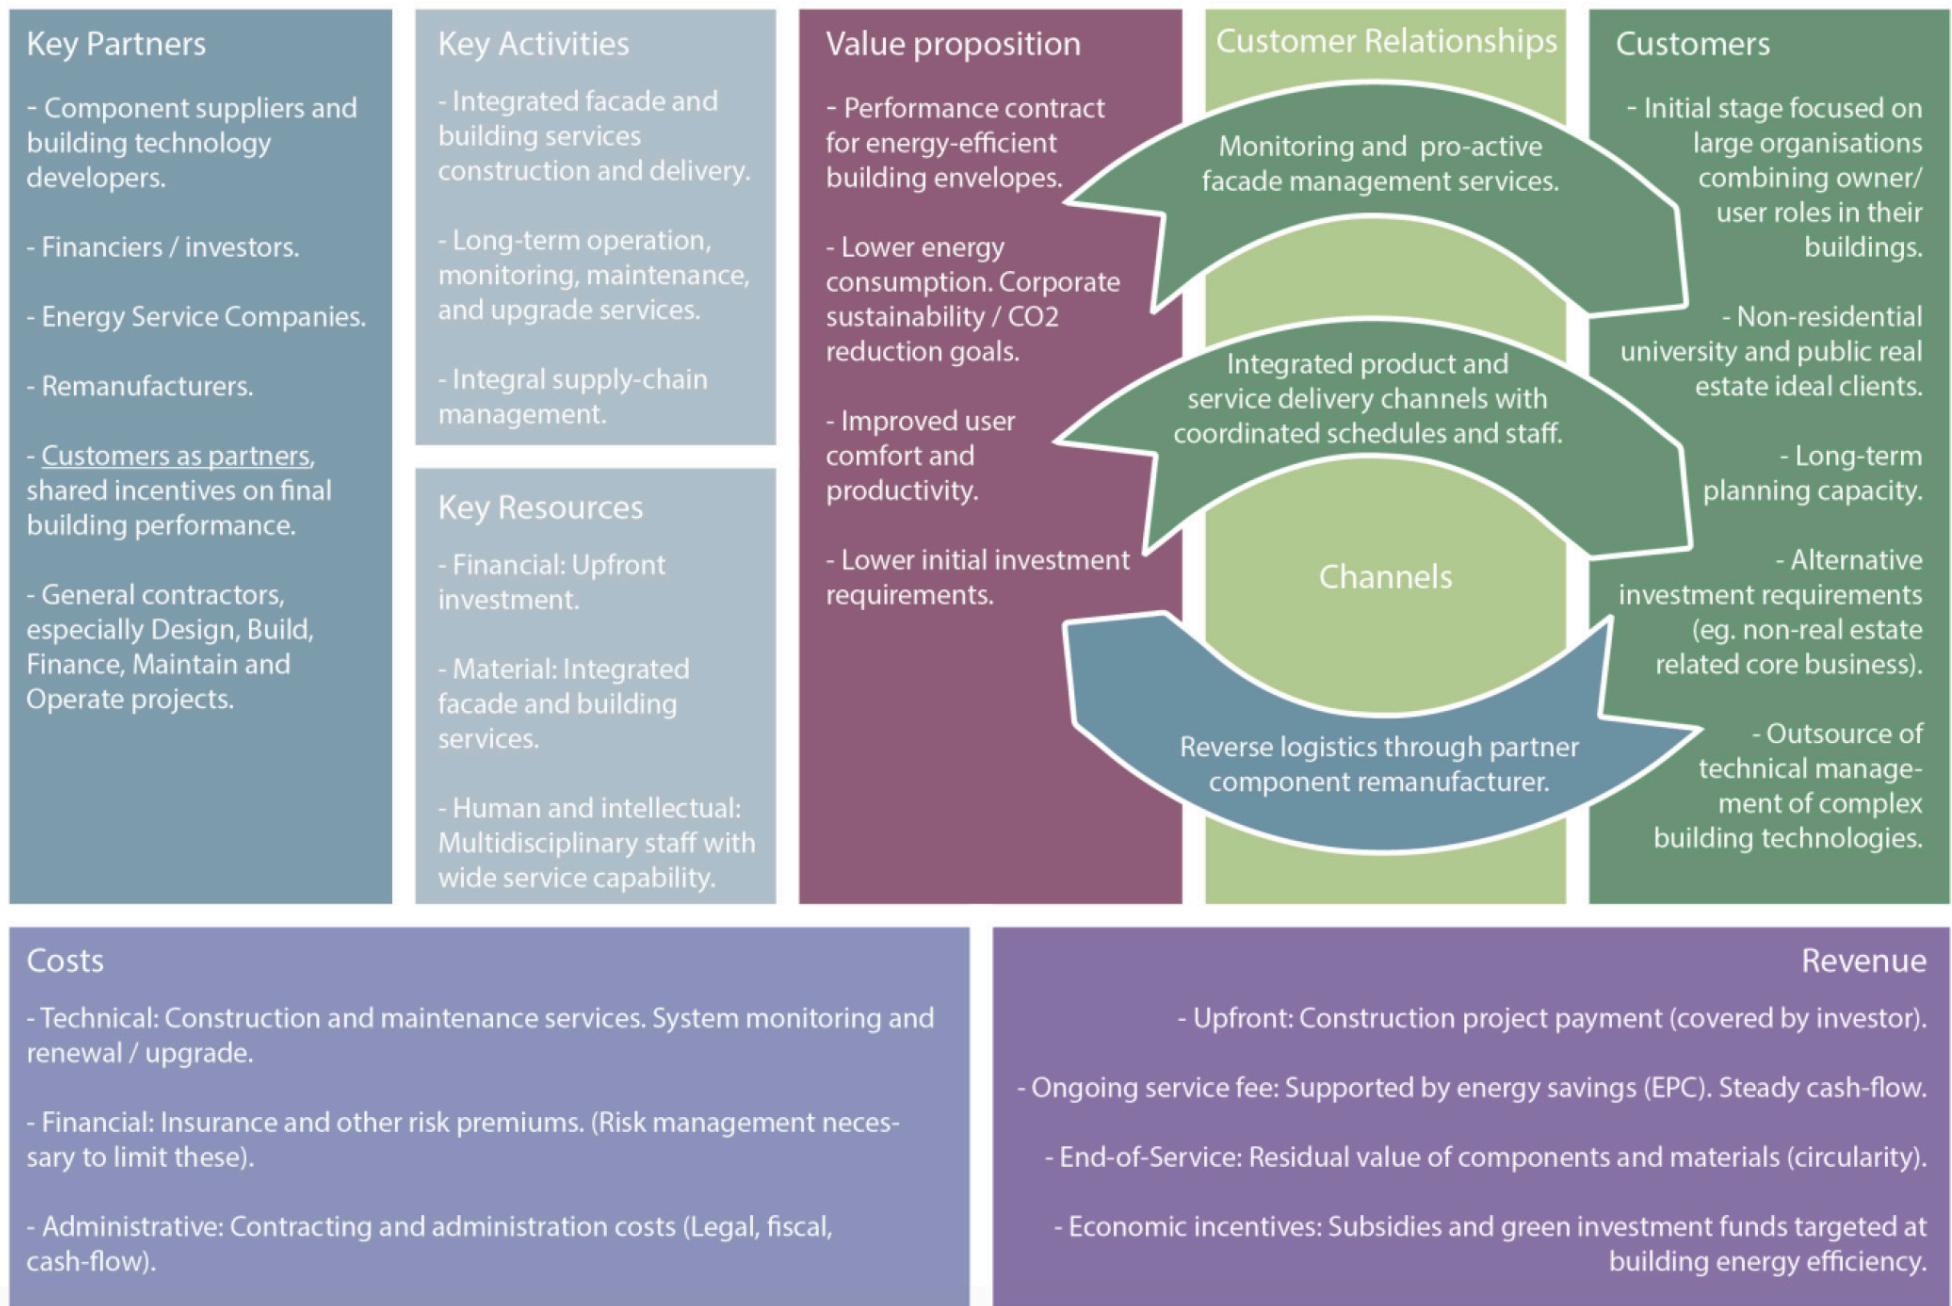 Key Partners
- Component suppliers and
building technology
developers.
- Financiers / investors.
- Energy Service Companies.
- Remanufacturers.
- Customers as partners,
shared incentives on final
building performance.
- General contractors,
especially Design, Build,
Finance, Maintain and
Operate projects.
Key Activities
- Integrated facade and
building services
construction and delivery.
- Long-term operation,
monitoring, maintenance,
and upgrade services.
- Integral supply-chain
management.
Key Resources
- Financial: Upfront
investment.
- Material: Integrated
facade and building
services.
- Human and intellectual:
Multidisciplinary staff with
wide service capability.
Value proposition
- Performance contract
for energy-efficient
building envelopes.
- Lower energy
consumption. Corporate
sustainability / CO2
reduction goals.
- Improved user
comfort and
productivity.
- Lower initial investment
requirements.
Customer Relationships
Monitoring and pro-active
facade management services.
Integrated product and
service delivery channels with
coordinated schedules and staff.
Channels
Reverse logistics through partner
component remanufacturer.
Customers
- Initial stage focused on
large organisations
combining owner/
user roles in their
buildings.
- Non-residential
university and public real
estate ideal clients.
- Long-term
planning capacity.
- Alternative
investment requirements
(eg. non-real estate
related core business).
- Outsource of
technical manage-
ment of complex
building technologies.
Costs
- Technical: Construction and maintenance services. System monitoring and
renewal / upgrade.
- Financial: Insurance and other risk premiums. (Risk management neces-
sary to limit these).
- Administrative: Contracting and administration costs (Legal, fiscal,
cash-flow).
Revenue
- Upfront: Construction project payment (covered by investor).
- Ongoing service fee: Supported by energy savings (EPC). Steady cash-flow.
- End-of-Service: Residual value of components and materials (circularity).
- Economic incentives: Subsidies and green investment funds targeted at
building energy efficiency.